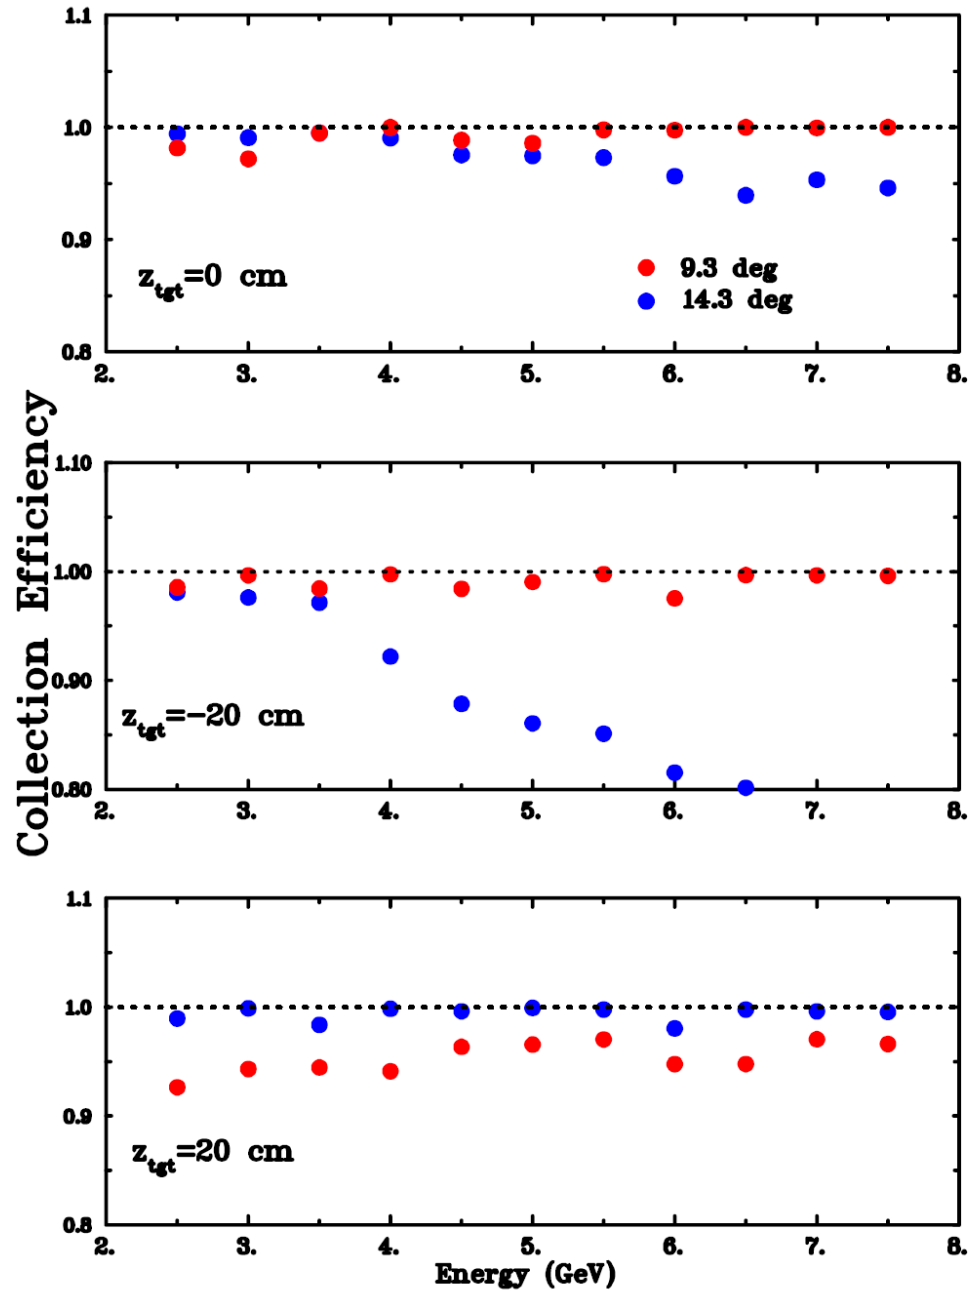 Collection Efficiency
1.1
1.0
0.9
0.8
z_tgt=0 cm
9.3 deg
14.3 deg
2. 3. 4. 5. 6. 7. 8.
1.10
1.00
0.90
0.80
z_tgt=−20 cm
2. 3. 4. 5. 6. 7. 8.
1.1
1.0
0.9
0.8
z_tgt=20 cm
2. 3. 4. 5. 6. 7. 8.
Energy (GeV)